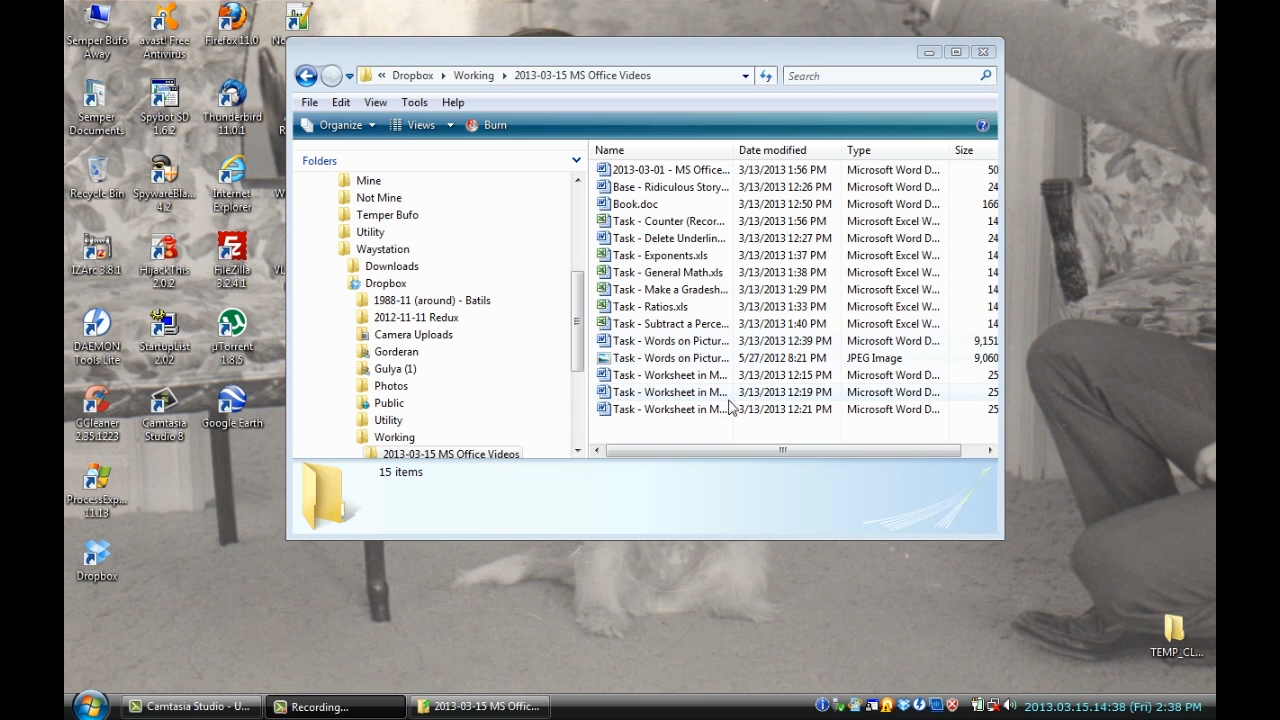 Semper Bufo Away
avast! Free Antivirus
Firefox 11.0
Semper Documents
Spybot SD 1.6.2
Thunderbird 11.0.1
Recycle Bin
SpywareBla... 4.2
Internet Explorer
IZArc 3.8.1
HijackThis 2.0.2
FileZilla 3.2.4.1
DAEMON Tools Lite
StartupList 2.02
µTorrent 1.8.5
CCleaner 2.35.1223
Camtasia Studio 8
Google Earth
ProcessExp... 11.13
Dropbox
« Dropbox Working 2013-03-15 MS Office Videos
Search
File Edit View Tools Help
Organize Views Burn
Folders
Mine
Not Mine
Temper Bufo
Utility
Waystation
Downloads
Dropbox
1988-11 (around) - Batils
2012-11-11 Redux
Camera Uploads
Gorderan
Gulya (1)
Photos
Public
Utility
Working
2013-03-15 MS Office Videos
Name Date modified Type Size
2013-03-01 - MS Office... 3/13/2013 1:56 PM Microsoft Word D... 50
Base - Ridiculous Story... 3/13/2013 12:26 PM Microsoft Word D... 24
Book.doc 3/13/2013 12:50 PM Microsoft Word D... 166
Task - Counter (Recor... 3/13/2013 1:56 PM Microsoft Excel W... 14
Task - Delete Underlin... 3/13/2013 12:27 PM Microsoft Word D... 24
Task - Exponents.xls 3/13/2013 1:37 PM Microsoft Excel W... 14
Task - General Math.xls 3/13/2013 1:38 PM Microsoft Excel W... 14
Task - Make a Gradesh... 3/13/2013 1:29 PM Microsoft Excel W... 14
Task - Ratios.xls 3/13/2013 1:33 PM Microsoft Excel W... 14
Task - Subtract a Perce... 3/13/2013 1:40 PM Microsoft Excel W... 14
Task - Words on Pictur... 3/13/2013 12:39 PM Microsoft Word D... 9,151
Task - Words on Pictur... 5/27/2012 8:21 PM JPEG Image 9,060
Task - Worksheet in M... 3/13/2013 12:15 PM Microsoft Word D... 25
Task - Worksheet in M... 3/13/2013 12:19 PM Microsoft Word D... 25
Task - Worksheet in M... 3/13/2013 12:21 PM Microsoft Word D... 25
15 items
TEMP_CL...
Camtasia Studio - U...
Recording...
2013-03-15 MS Offic...
2013.03.15.14:38 (Fri) 2:38 PM